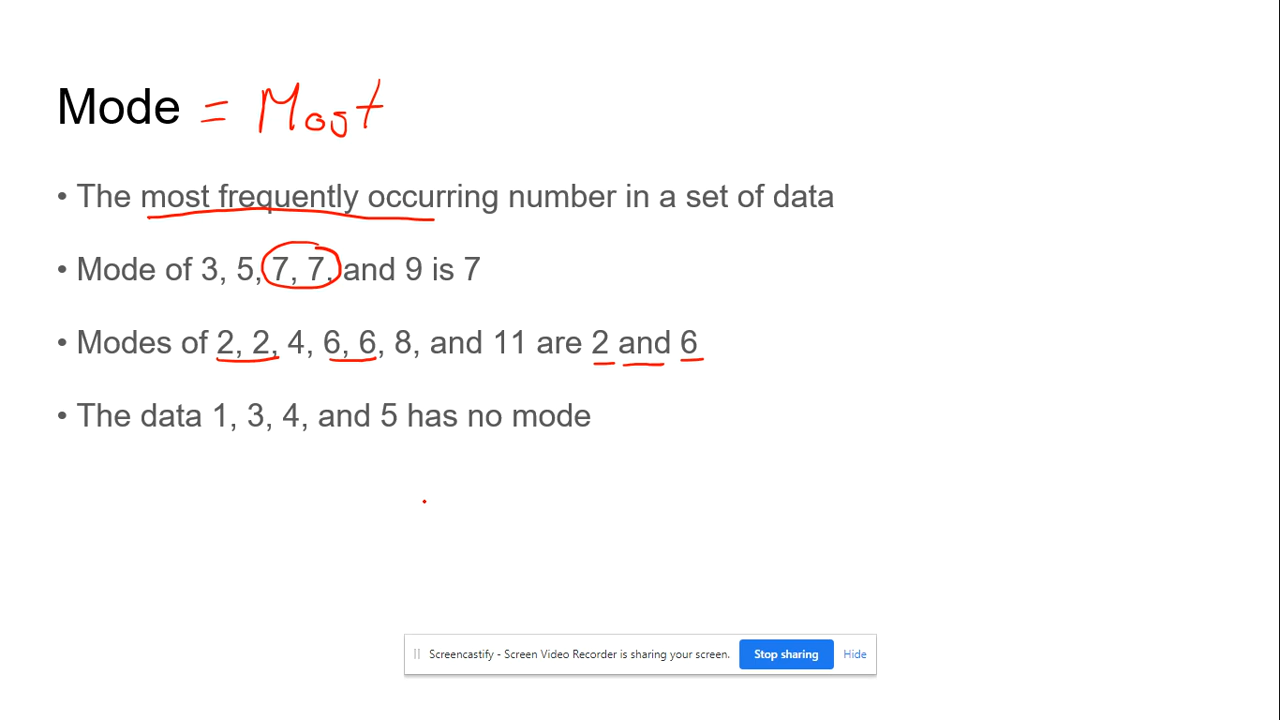 Mode = Most
• The most frequently occurring number in a set of data
• Mode of 3, 5, 7, 7, and 9 is 7
• Modes of 2, 2, 4, 6, 6, 8, and 11 are 2 and 6
• The data 1, 3, 4, and 5 has no mode
Screencastify - Screen Video Recorder is sharing your screen. Stop sharing Hide